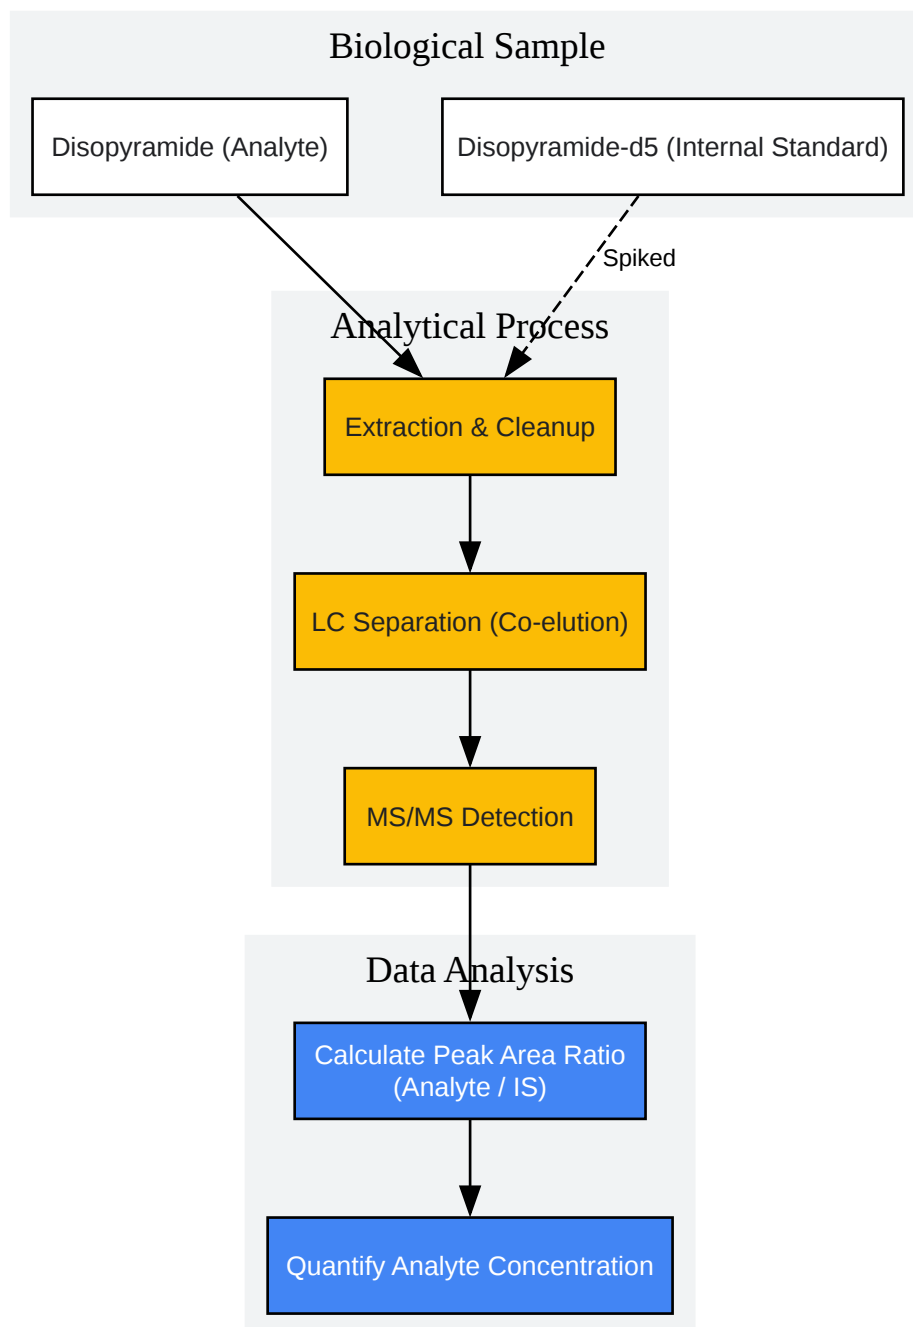 Biological Sample
Disopyramide (Analyte)
Disopyramide-d5 (Internal Standard)
Spiked
Analytical Process
Extraction & Cleanup
LC Separation (Co-elution)
MS/MS Detection
Data Analysis
Calculate Peak Area Ratio
(Analyte / IS)
Quantify Analyte Concentration